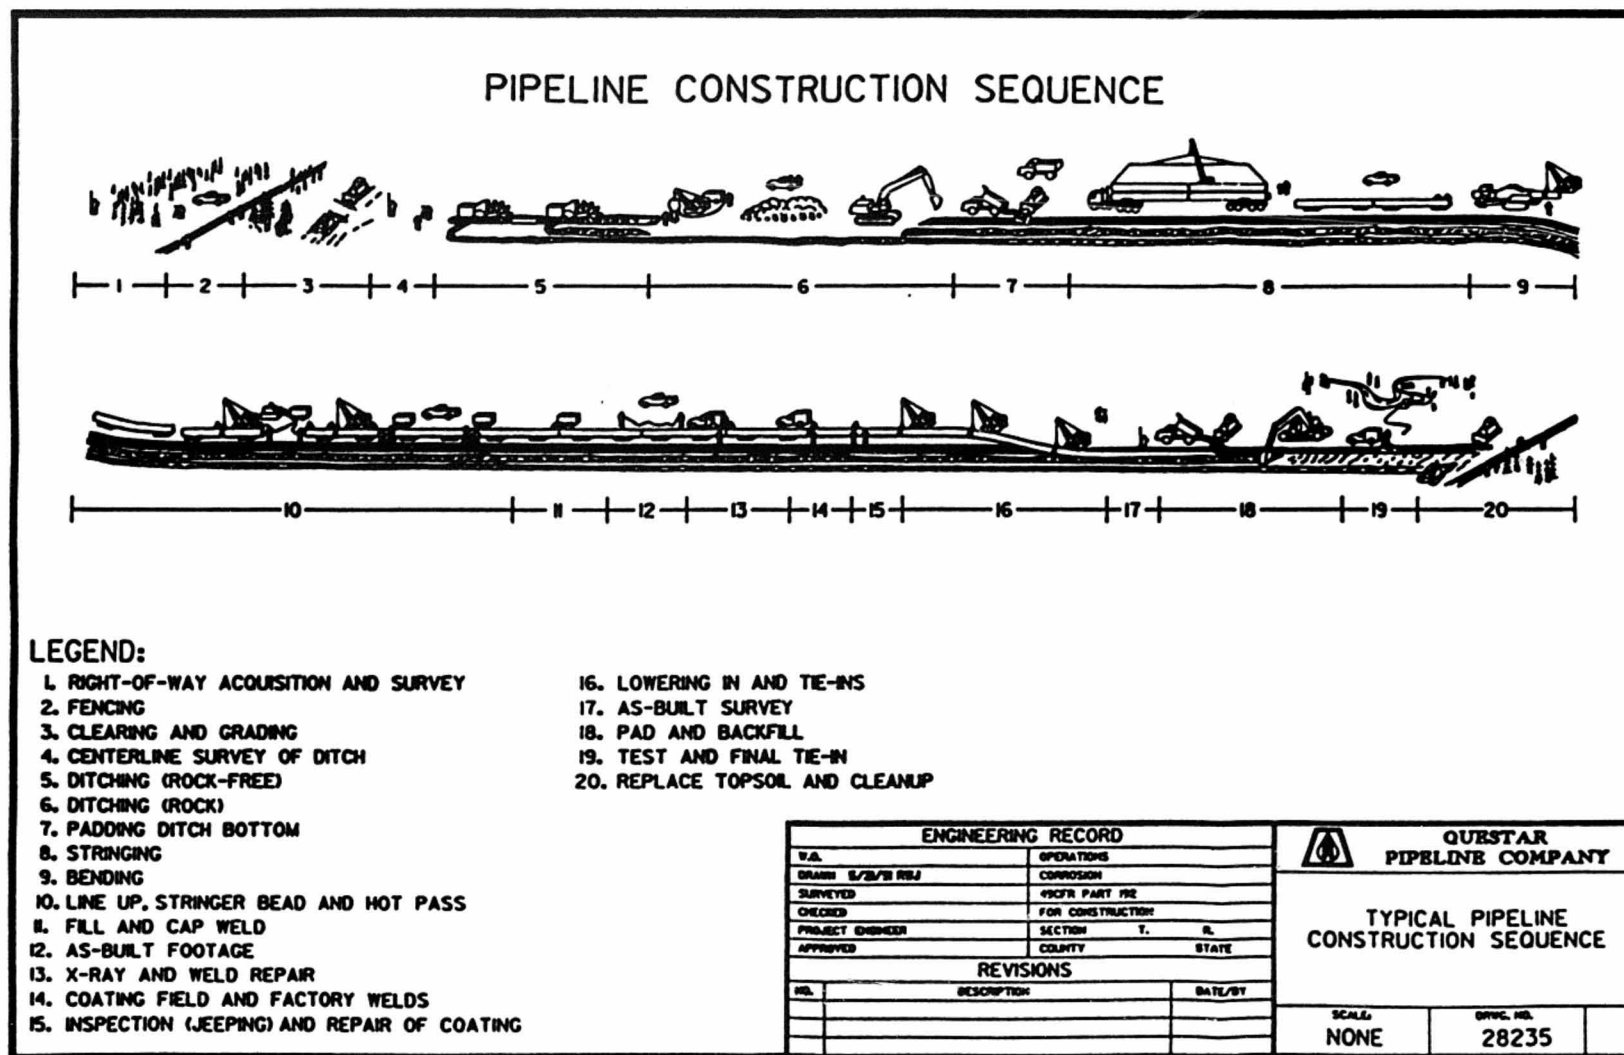 PIPELINE CONSTRUCTION SEQUENCE
1 2 3 4 5 6 7 8 9
10 11 12 13 14 15 16 17 18 19 20
LEGEND:
1. RIGHT-OF-WAY ACQUISITION AND SURVEY
2. FENCING
3. CLEARING AND GRADING
4. CENTERLINE SURVEY OF DITCH
5. DITCHING (ROCK-FREE)
6. DITCHING (ROCK)
7. PADDING DITCH BOTTOM
8. STRINGING
9. BENDING
10. LINE UP, STRINGER BEAD AND HOT PASS
11. FILL AND CAP WELD
12. AS-BUILT FOOTAGE
13. X-RAY AND WELD REPAIR
14. COATING FIELD AND FACTORY WELDS
15. INSPECTION (JEEPING) AND REPAIR OF COATING
16. LOWERING IN AND TIE-INS
17. AS-BUILT SURVEY
18. PAD AND BACKFILL
19. TEST AND FINAL TIE-IN
20. REPLACE TOPSOIL AND CLEANUP
ENGINEERING RECORD
W.O. OPERATIONS
DRAWN RBJ CORROSION
SURVEYED 49CFR PART 192
CHECKED FOR CONSTRUCTION
PROJECT ENGINEER SECTION T. R.
APPROVED COUNTY STATE
REVISIONS
NO. DESCRIPTION DATE/BY
QUESTAR
PIPELINE COMPANY
TYPICAL PIPELINE
CONSTRUCTION SEQUENCE
SCALE: DRWG. NO.
NONE 28235